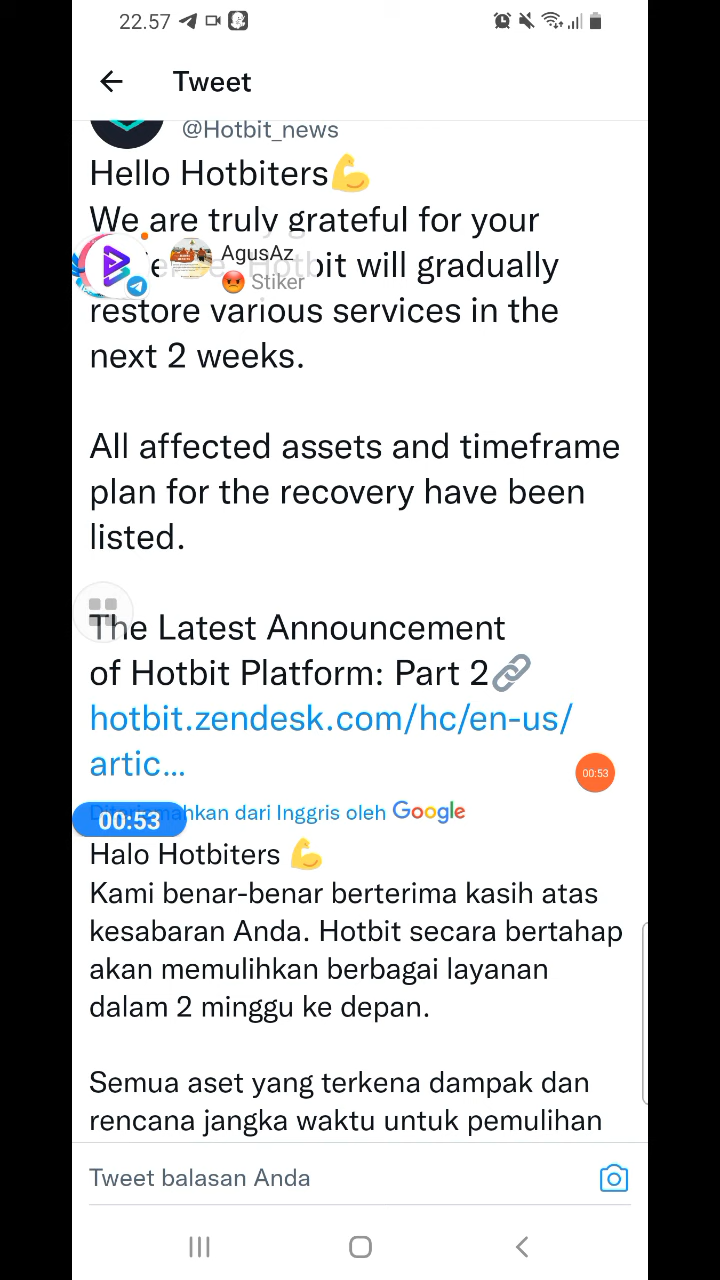 22.57
Tweet
@Hotbit_news
Hello Hotbiters💪
We are truly grateful for your
AgusAz
bit will gradually
😡 Stiker
restore various services in the
next 2 weeks.
All affected assets and timeframe
plan for the recovery have been
listed.
The Latest Announcement
of Hotbit Platform: Part 2🔗
hotbit.zendesk.com/hc/en-us/
artic...
00:53
dari Inggris oleh Google
00:53
Halo Hotbiters 💪
Kami benar-benar berterima kasih atas
kesabaran Anda. Hotbit secara bertahap
akan memulihkan berbagai layanan
dalam 2 minggu ke depan.
Semua aset yang terkena dampak dan
rencana jangka waktu untuk pemulihan
Tweet balasan Anda